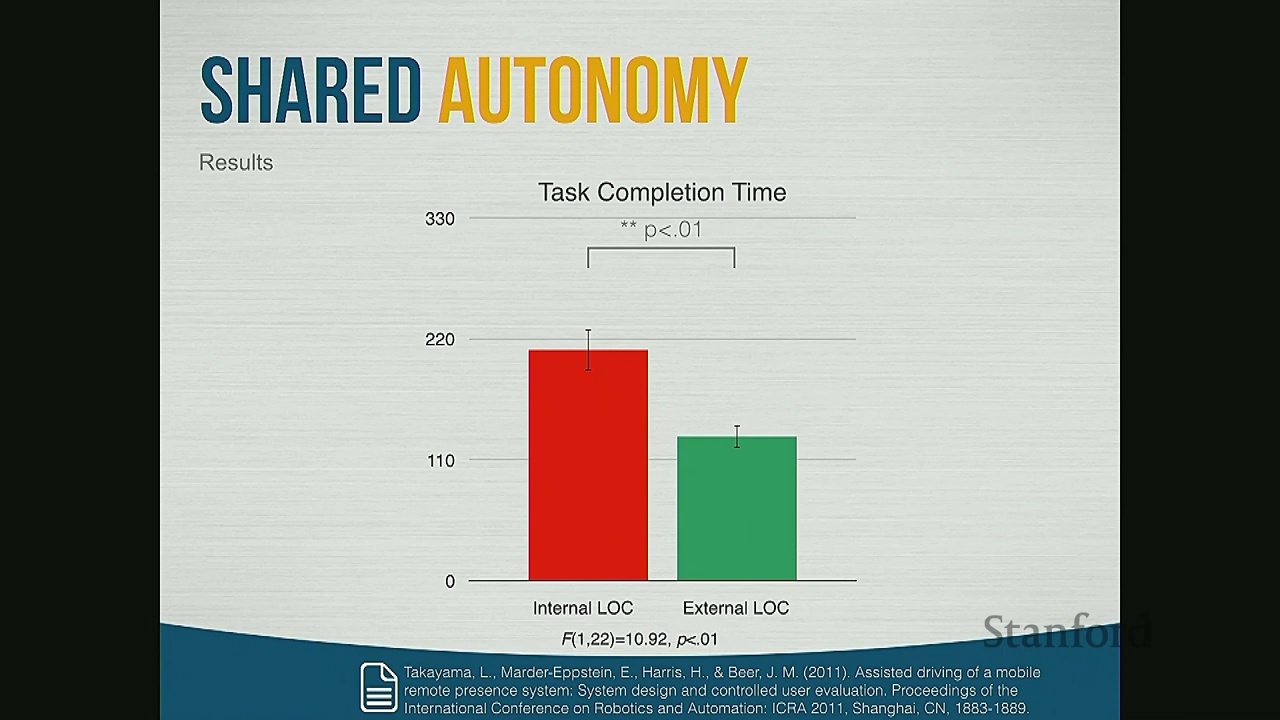 SHARED AUTONOMY
Results
Task Completion Time
330
** p<.01
220
110
0
Internal LOC External LOC
F(1,22)=10.92, p<.01
Stanford
Takayama, L., Marder-Eppstein, E., Harris, H., & Beer, J. M. (2011). Assisted driving of a mobile
remote presence system: System design and controlled user evaluation. Proceedings of the
International Conference on Robotics and Automation: ICRA 2011, Shanghai, CN, 1883-1889.